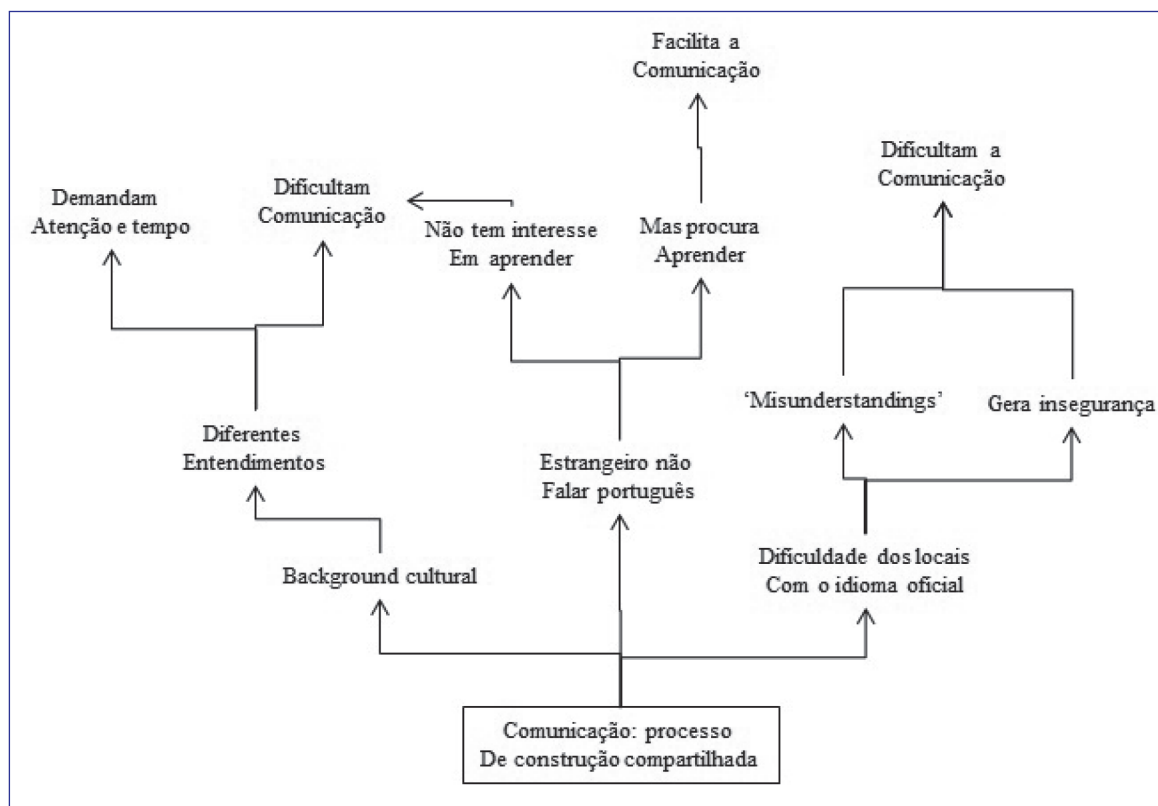 Facilita a
Comunicação
Dificultam a
Comunicação
Demandam
Atenção e tempo
Dificultam
Comunicação
Não tem interesse
Em aprender
Mas procura
Aprender
‘Misunderstandings’
Gera insegurança
Diferentes
Entendimentos
Estrangeiro não
Falar português
Background cultural
Dificuldade dos locais
Com o idioma oficial
Comunicação: processo
De construção compartilhada